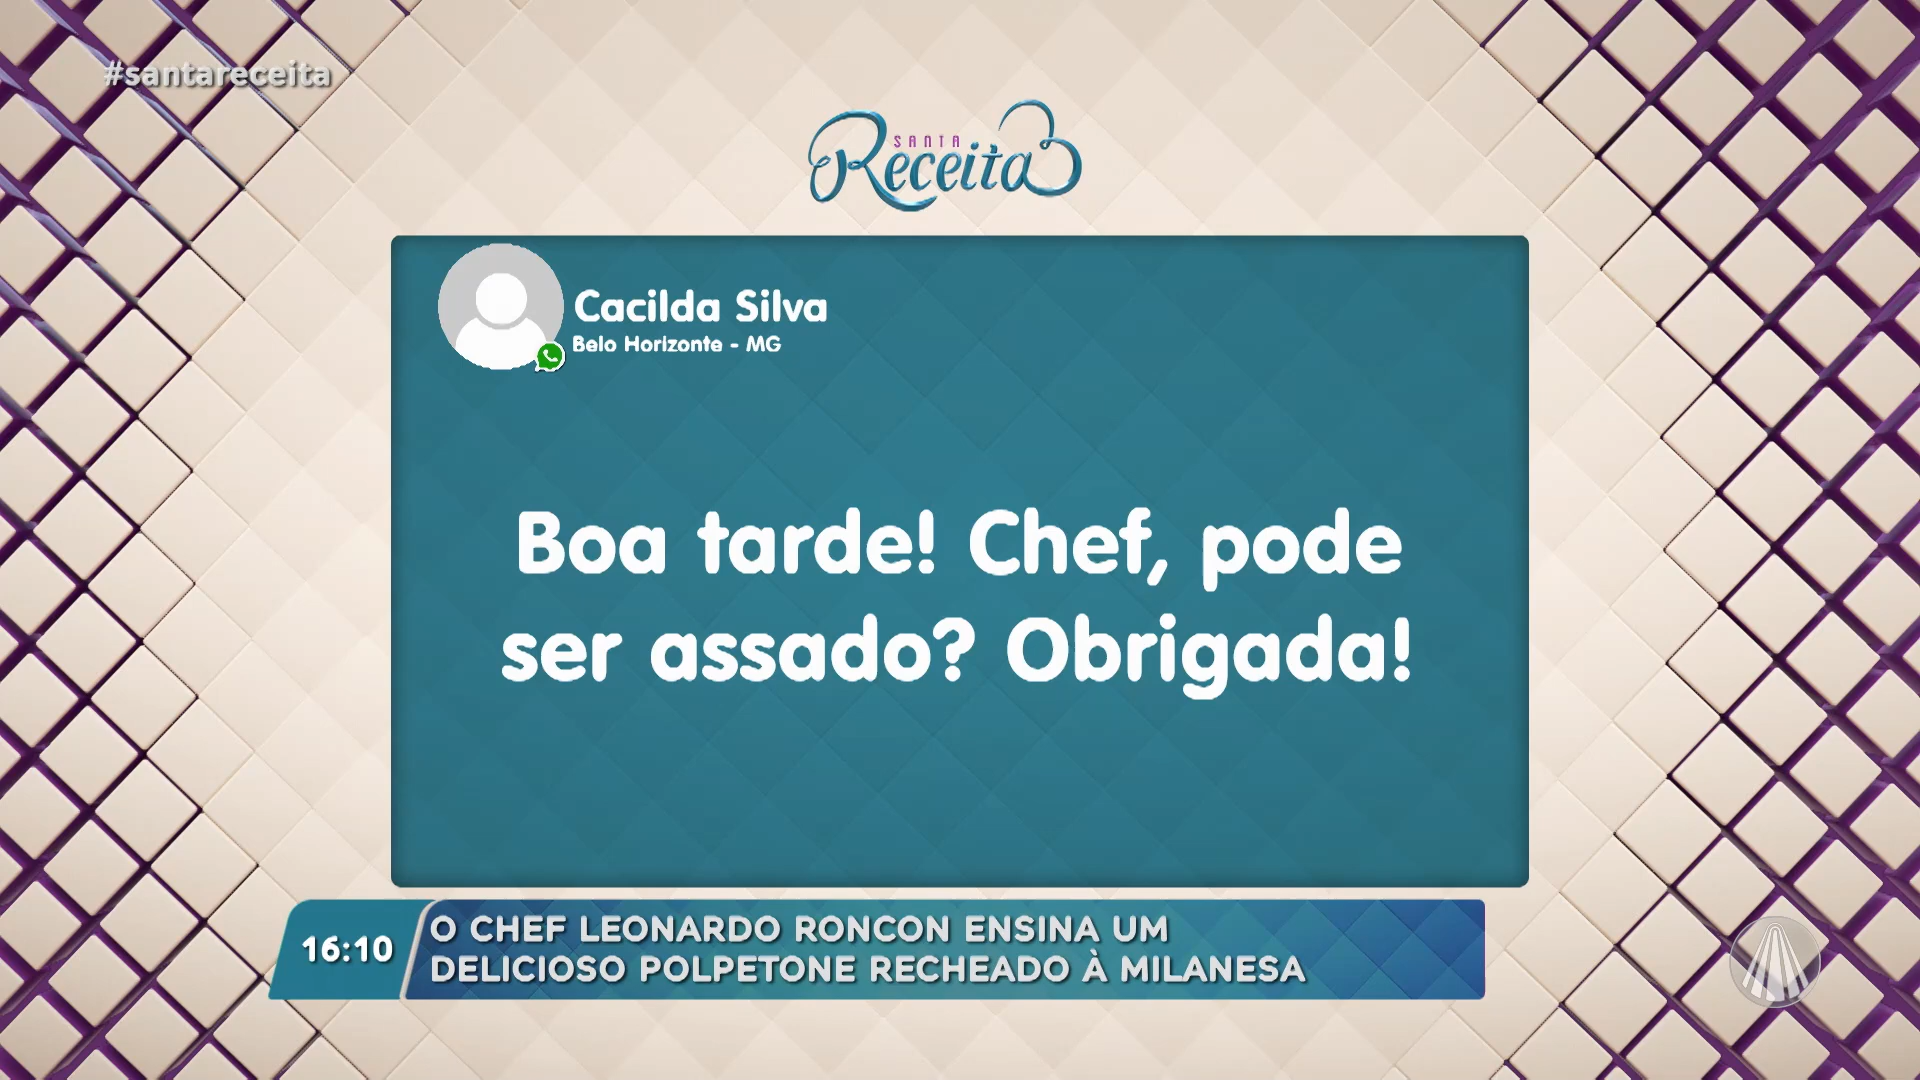 #santareceita
SANTA
Receita
Cacilda Silva
Belo Horizonte - MG
Boa tarde! Chef, pode
ser assado? Obrigada!
16:10
O CHEF LEONARDO RONCON ENSINA UM
DELICIOSO POLPETONE RECHEADO À MILANESA